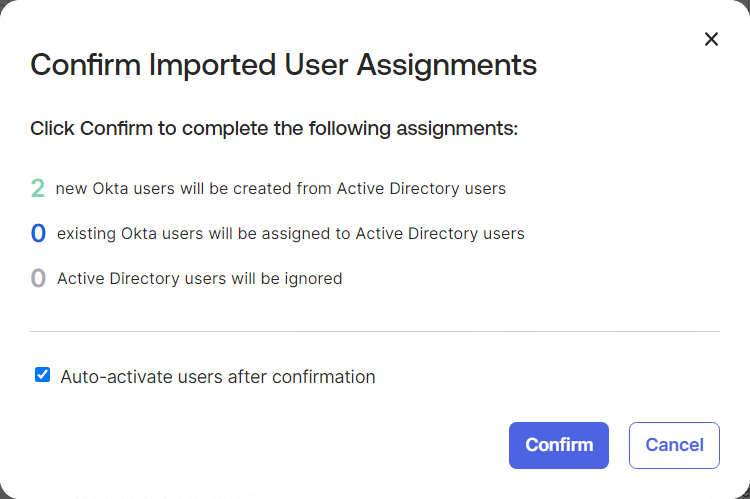 Confirm Imported User Assignments
Click Confirm to complete the following assignments:
2 new Okta users will be created from Active Directory users
0 existing Okta users will be assigned to Active Directory users
0 Active Directory users will be ignored
Auto-activate users after confirmation
Confirm Cancel